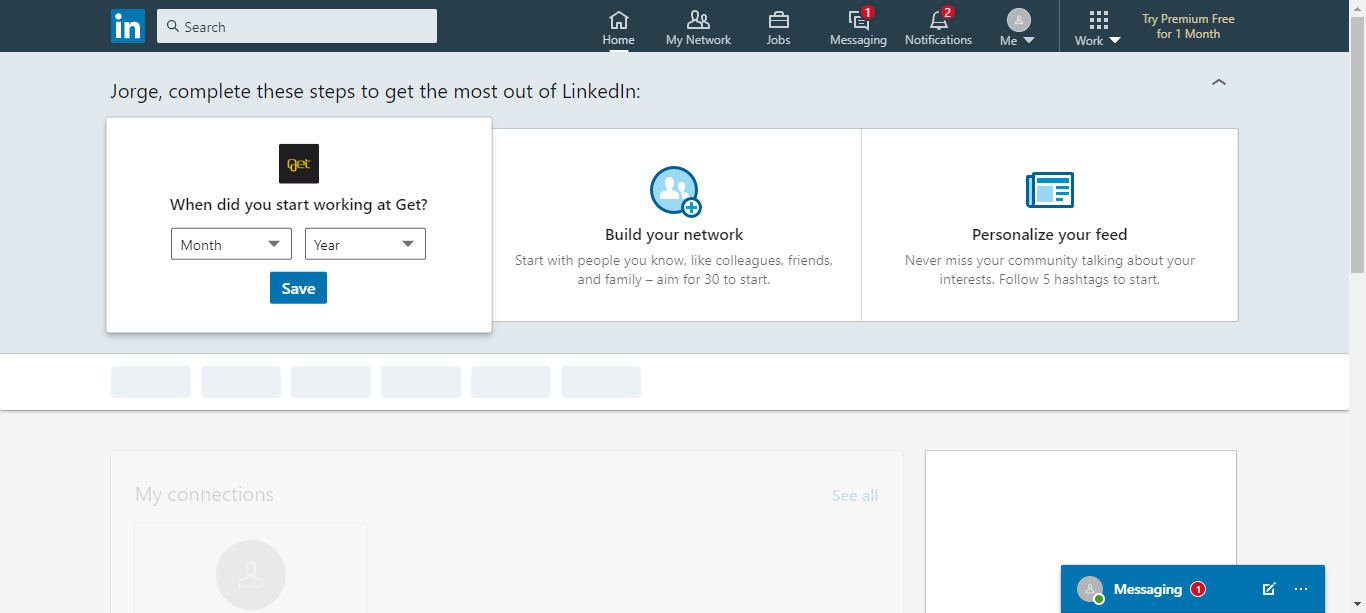 in
Search
Home
My Network
Jobs
1
Messaging
2
Notifications
Me
Work
Try Premium Free
for 1 Month
Jorge, complete these steps to get the most out of LinkedIn:
Get
When did you start working at Get?
Month
Year
Save
Build your network
Start with people you know, like colleagues, friends,
and family – aim for 30 to start.
Personalize your feed
Never miss your community talking about your
interests. Follow 5 hashtags to start.
My connections
See all
Messaging 1